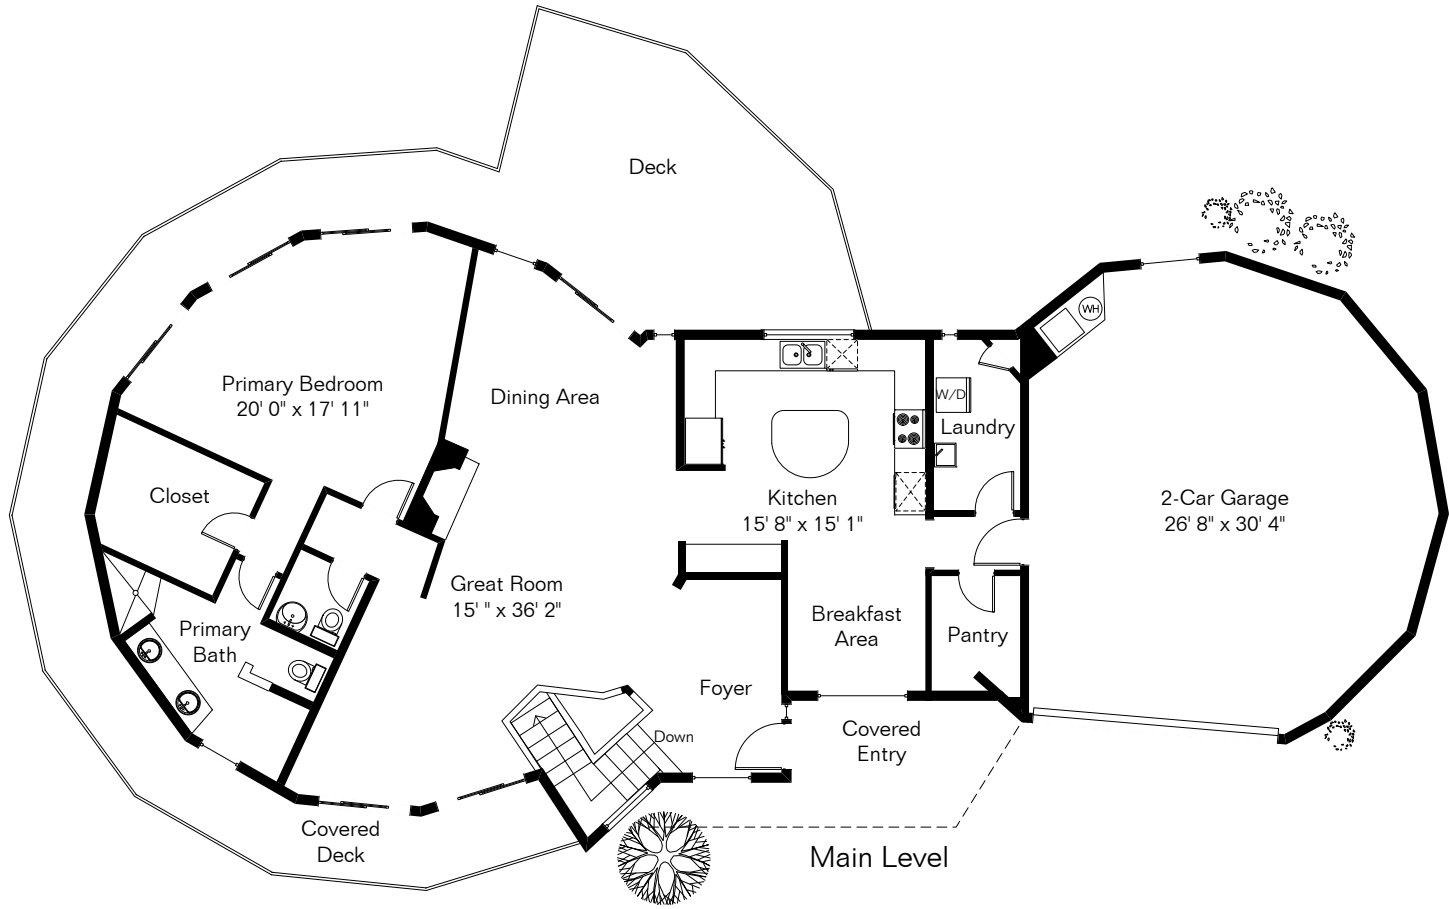 Deck
WH
Primary Bedroom
20' 0" x 17' 11"
Dining Area
W/D
Laundry
Closet
Kitchen
15' 8" x 15' 1"
2-Car Garage
26' 8" x 30' 4"
Great Room
15' " x 36' 2"
Breakfast
Area
Pantry
Primary
Bath
Foyer
Down
Covered
Entry
Covered
Deck
Main Level